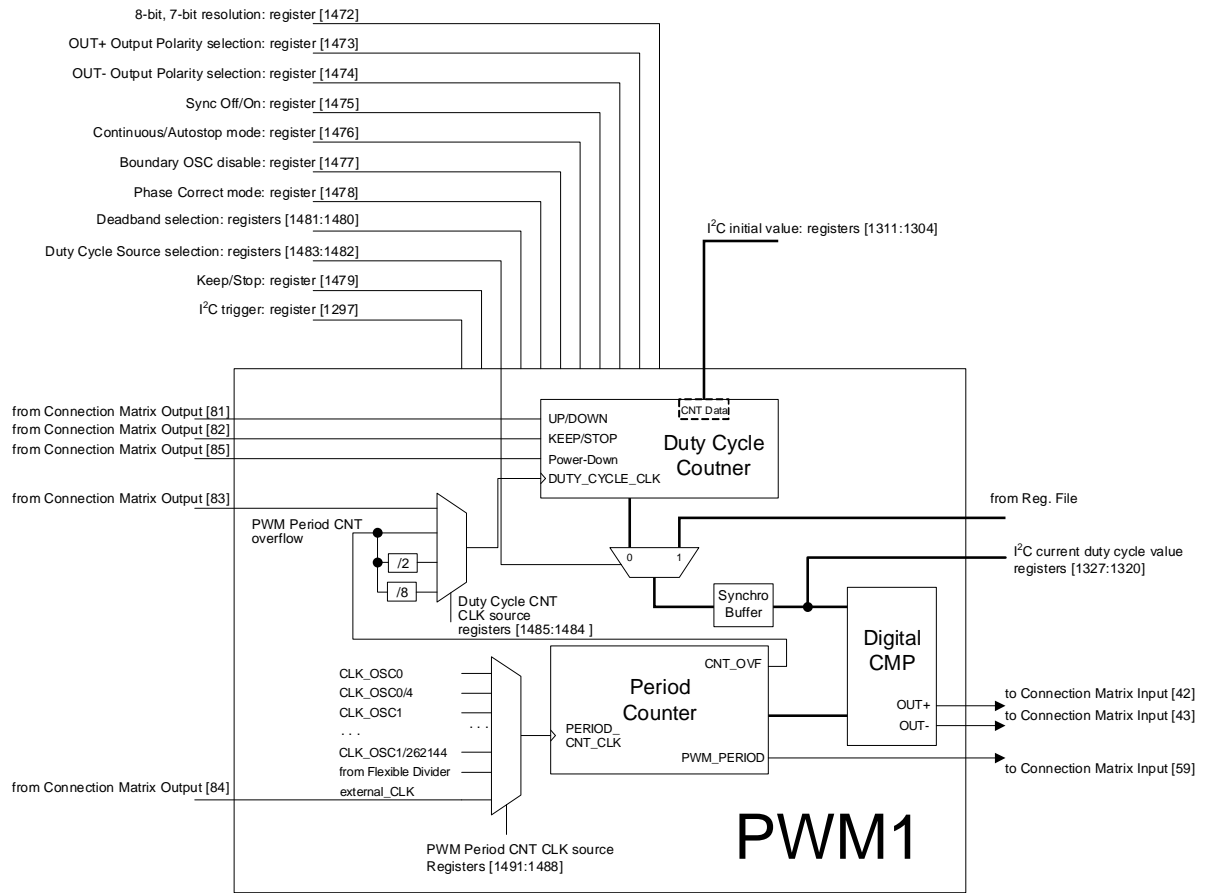 8-bit, 7-bit resolution: register [1472]
OUT+ Output Polarity selection: register [1473]
OUT- Output Polarity selection: register [1474]
Sync Off/On: register [1475]
Continuous/Autostop mode: register [1476]
Boundary OSC disable: register [1477]
Phase Correct mode: register [1478]
Deadband selection: registers [1481:1480]
Duty Cycle Source selection: registers [1483:1482]
Keep/Stop: register [1479]
I²C trigger: register [1297]
I²C initial value: registers [1311:1304]
from Connection Matrix Output [81]
from Connection Matrix Output [82]
from Connection Matrix Output [85]
from Connection Matrix Output [83]
UP/DOWN
KEEP/STOP
Power-Down
DUTY_CYCLE_CLK
CNT Data
Duty Cycle
Coutner
PWM Period CNT
overflow
/2
/8
Duty Cycle CNT
CLK source
registers [1485:1484 ]
0
1
from Reg. File
I²C current duty cycle value
registers [1327:1320]
Synchro
Buffer
Digital
CMP
OUT+
OUT-
to Connection Matrix Input [42]
to Connection Matrix Input [43]
to Connection Matrix Input [59]
CLK_OSC0
CLK_OSC0/4
CLK_OSC1
. . .
. . .
CLK_OSC1/262144
from Flexible Divider
external_CLK
from Connection Matrix Output [84]
PERIOD_
CNT_CLK
Period
Counter
CNT_OVF
PWM_PERIOD
PWM Period CNT CLK source
Registers [1491:1488]
PWM1